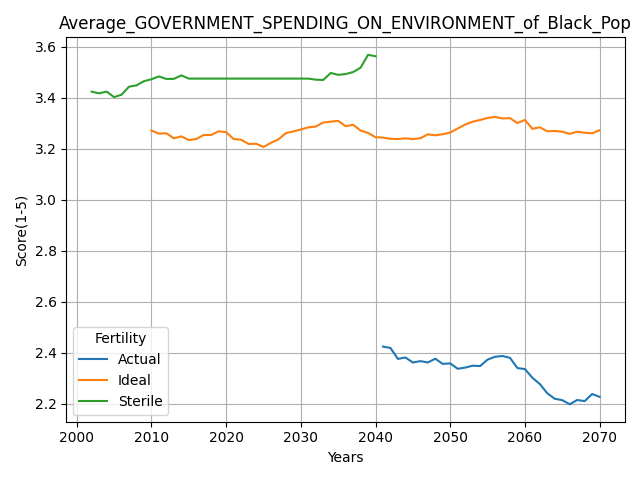 Average_GOVERNMENT_SPENDING_ON_ENVIRONMENT_of_Black_Pop
3.6
3.4
3.2
3.0
2.8
2.6
2.4
2.2
Score(1-5)
Fertility
Actual
Ideal
Sterile
2000 2010 2020 2030 2040 2050 2060 2070
Years